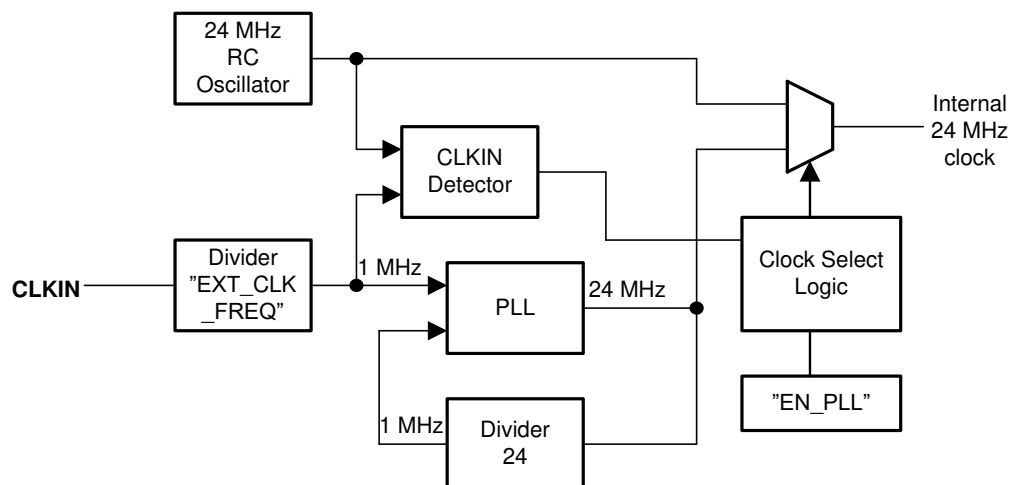 24 MHz
RC
Oscillator
CLKIN
Detector
Internal
24 MHz
clock
CLKIN
Divider
”EXT_CLK
_FREQ”
1 MHz
PLL
24 MHz
Clock Select
Logic
1 MHz
Divider
24
”EN_PLL”